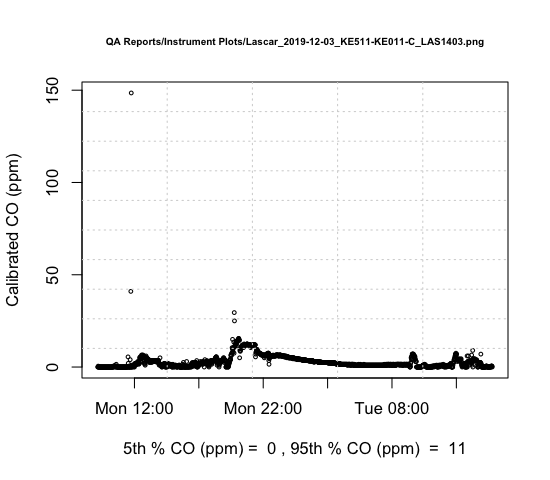 QA Reports/Instrument Plots/Lascar_2019-12-03_KE511-KE011-C_LAS1403.png
150
100
50
0
Calibrated CO (ppm)
Mon 12:00 Mon 22:00 Tue 08:00
5th % CO (ppm) = 0 , 95th % CO (ppm) = 11